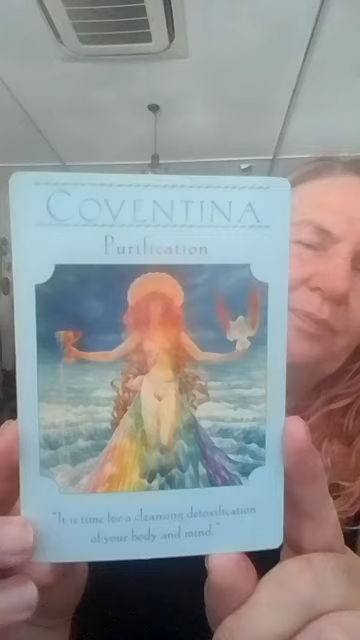 COVENTINA
Purification
"It is time for a cleansing detoxification
of your body and mind."